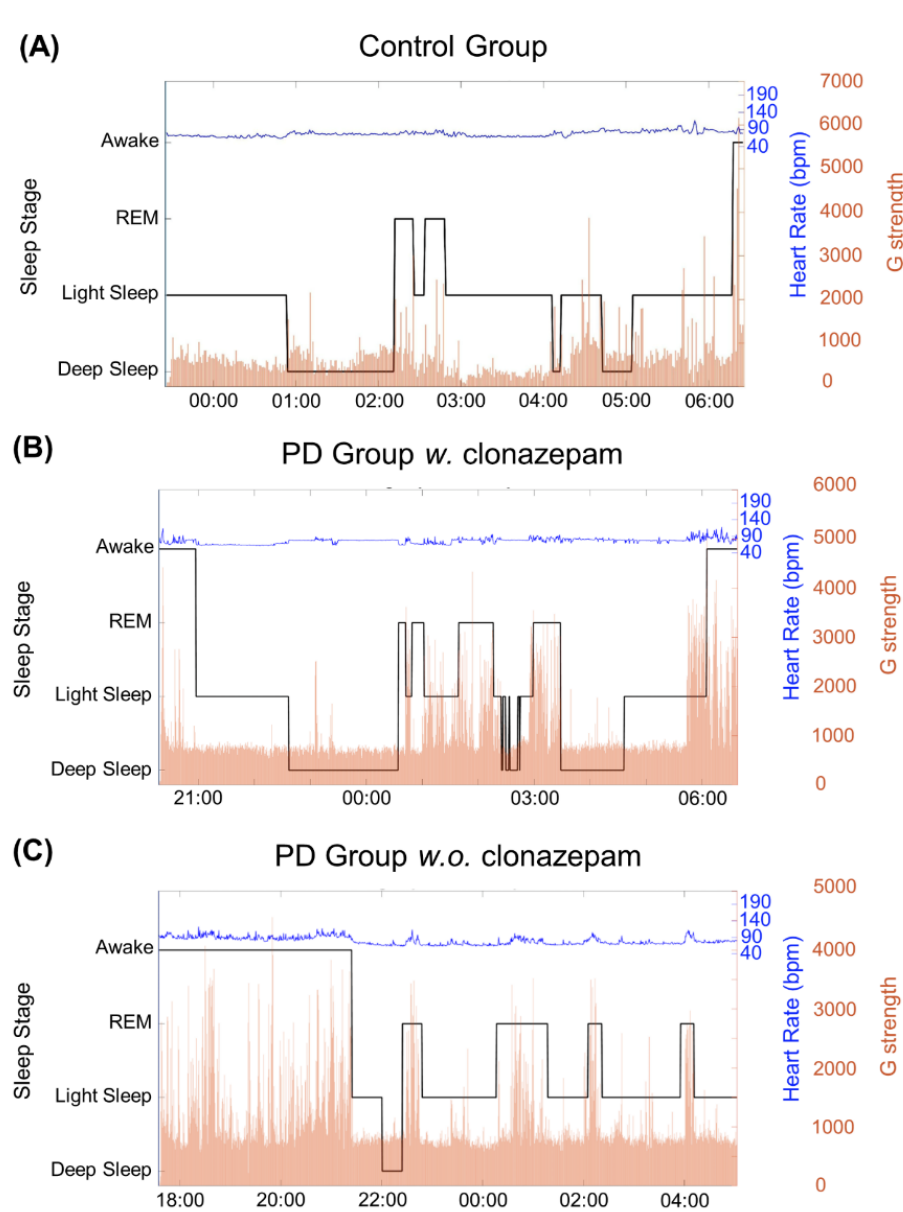 (A)
Control Group
7000
190
140
90
40
6000
5000
4000
3000
2000
1000
0
Awake
REM
Light Sleep
Deep Sleep
Sleep Stage
Heart Rate (bpm)
G strength
00:00 01:00 02:00 03:00 04:00 05:00 06:00
(B)
PD Group w. clonazepam
6000
190
140
90
40
5000
4000
3000
2000
1000
0
Awake
REM
Light Sleep
Deep Sleep
Sleep Stage
Heart Rate (bpm)
G strength
21:00 00:00 03:00 06:00
(C)
PD Group w.o. clonazepam
5000
190
140
90
40
4000
3000
2000
1000
0
Awake
REM
Light Sleep
Deep Sleep
Sleep Stage
Heart Rate (bpm)
G strength
18:00 20:00 22:00 00:00 02:00 04:00